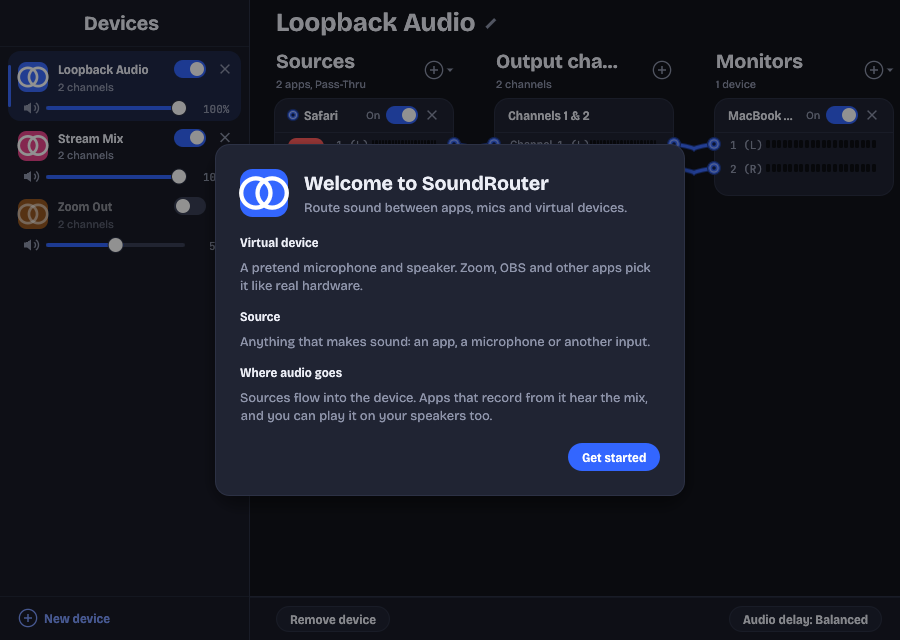 Devices
Loopback Audio
2 channels
100%
Stream Mix
2 channels
10
Zoom Out
2 channels
New device
Loopback Audio
Sources
2 apps, Pass-Thru
Safari
On
Output cha...
2 channels
Channels 1 & 2
Monitors
1 device
MacBook ...
On
1 (L)
2 (R)
Welcome to SoundRouter
Route sound between apps, mics and virtual devices.
Virtual device
A pretend microphone and speaker. Zoom, OBS and other apps pick
it like real hardware.
Source
Anything that makes sound: an app, a microphone or another input.
Where audio goes
Sources flow into the device. Apps that record from it hear the mix,
and you can play it on your speakers too.
Get started
Remove device
Audio delay: Balanced